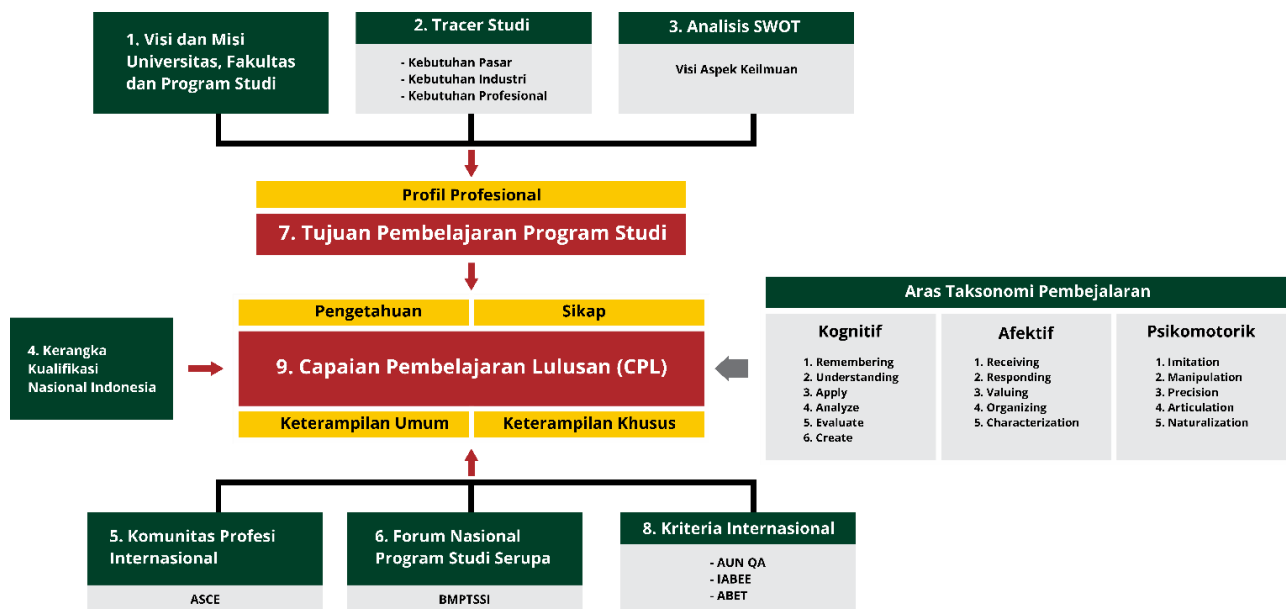 1. Visi dan Misi
Universitas, Fakultas
dan Program Studi
2. Tracer Studi
- Kebutuhan Pasar
- Kebutuhan Industri
- Kebutuhan Profesional
3. Analisis SWOT
Visi Aspek Keilmuan
Profil Profesional
7. Tujuan Pembelajaran Program Studi
4. Kerangka
Kualifikasi
Nasional Indonesia
Pengetahuan
Sikap
9. Capaian Pembelajaran Lulusan (CPL)
Keterampilan Umum
Keterampilan Khusus
Aras Taksonomi Pembejalaran
Kognitif
1. Remembering
2. Understanding
3. Apply
4. Analyze
5. Evaluate
6. Create
Afektif
1. Receiving
2. Responding
3. Valuing
4. Organizing
5. Characterization
Psikomotorik
1. Imitation
2. Manipulation
3. Precision
4. Articulation
5. Naturalization
5. Komunitas Profesi
Internasional
ASCE
6. Forum Nasional
Program Studi Serupa
BMPTSSI
8. Kriteria Internasional
- AUN QA
- IABEE
- ABET